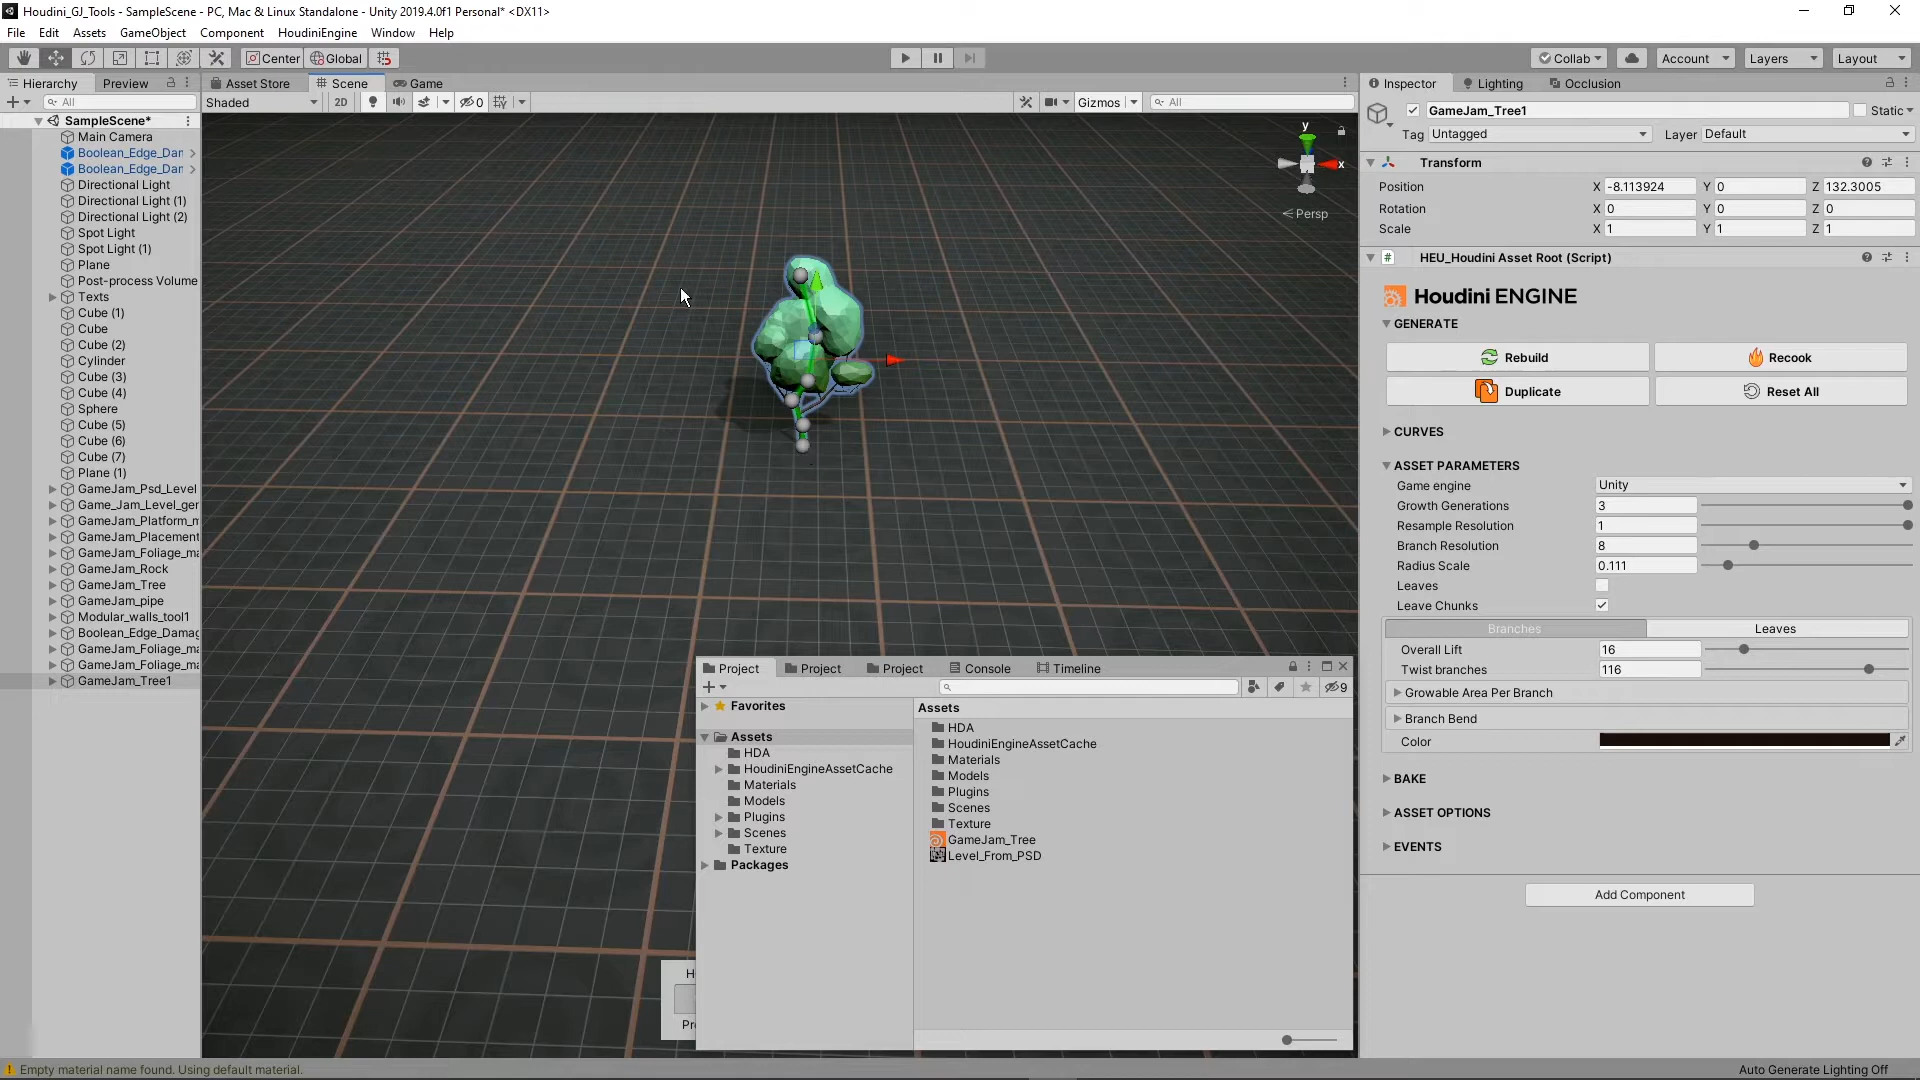 Houdini_GJ_Tools - SampleScene - PC, Mac & Linux Standalone - Unity 2019.4.0f1 Personal* <DX11>
File Edit Assets GameObject Component HoudiniEngine Window Help
Center Global Collab Account Layers Layout
Hierarchy Preview Asset Store Scene Game Inspector Lighting Occlusion
All Shaded 2D 0 Gizmos All
SampleScene*
Main Camera
Boolean_Edge_Dan
Boolean_Edge_Dan
Directional Light
Directional Light (1)
Directional Light (2)
Spot Light
Spot Light (1)
Plane
Post-process Volume
Texts
Cube (1)
Cube
Cube (2)
Cylinder
Cube (3)
Cube (4)
Sphere
Cube (5)
Cube (6)
Cube (7)
Plane (1)
GameJam_Psd_Level
Game_Jam_Level_ger
GameJam_Platform_m
GameJam_Placement
GameJam_Foliage_ma
GameJam_Rock
GameJam_Tree
GameJam_pipe
Modular_walls_tool1
Boolean_Edge_Damag
GameJam_Foliage_ma
GameJam_Foliage_ma
GameJam_Tree1
y
x
Persp
GameJam_Tree1 Static
Tag Untagged Layer Default
Transform
Position X -8.113924 Y 0 Z 132.3005
Rotation X 0 Y 0 Z 0
Scale X 1 Y 1 Z 1
# HEU_Houdini Asset Root (Script)
Houdini ENGINE
GENERATE
Rebuild Recook
Duplicate Reset All
CURVES
ASSET PARAMETERS
Game engine Unity
Growth Generations 3
Resample Resolution 1
Branch Resolution 8
Radius Scale 0.111
Leaves
Leave Chunks
Branches Leaves
Overall Lift 16
Twist branches 116
Growable Area Per Branch
Branch Bend
Color
BAKE
ASSET OPTIONS
EVENTS
Add Component
Project Project Project Console Timeline
9
Favorites
Assets
HDA
HoudiniEngineAssetCache
Materials
Models
Plugins
Scenes
Texture
Packages
Assets
HDA
HoudiniEngineAssetCache
Materials
Models
Plugins
Scenes
Texture
GameJam_Tree
Level_From_PSD
H
Pr
Empty material name found. Using default material.
Auto Generate Lighting Off